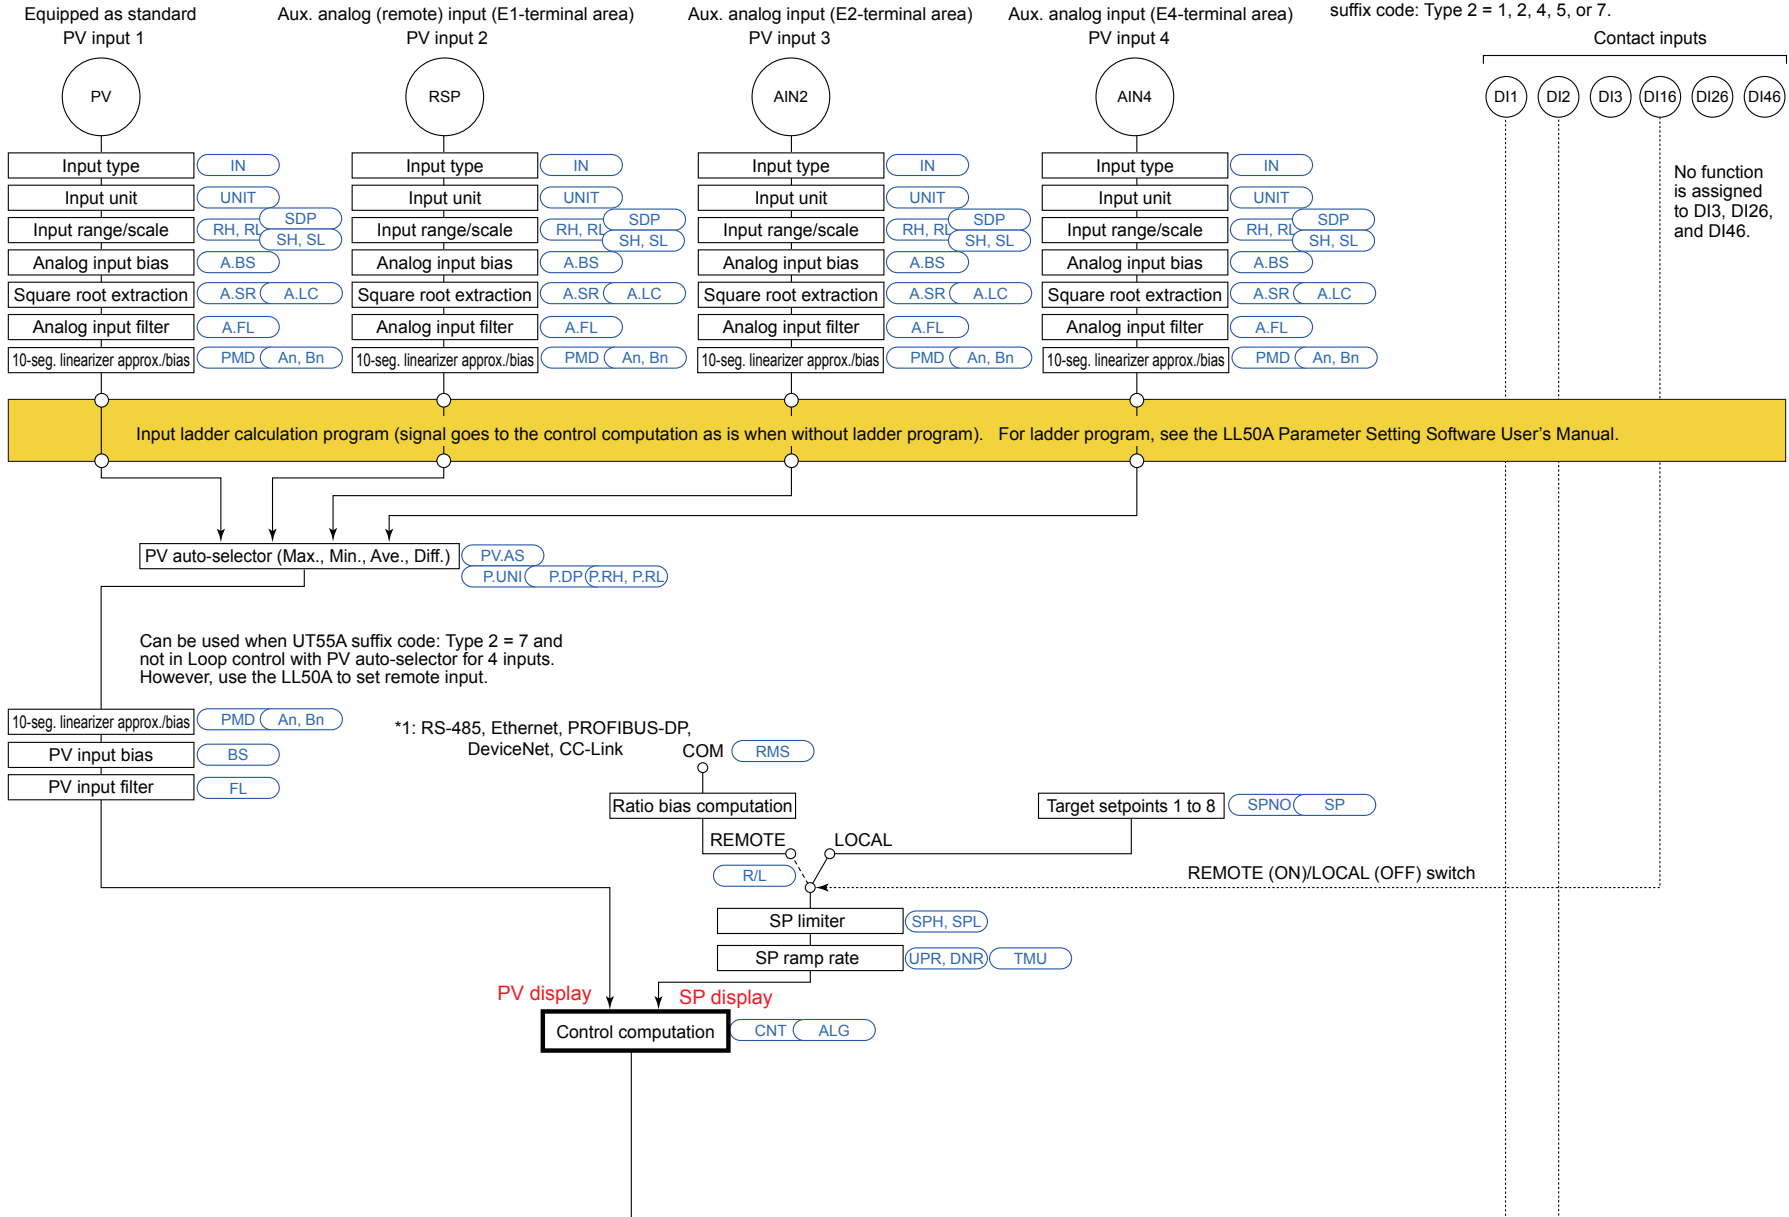 Equipped as standard
PV input 1
Aux. analog (remote) input (E1-terminal area)
PV input 2
Aux. analog input (E2-terminal area)
PV input 3
Aux. analog input (E4-terminal area)
PV input 4
suffix code: Type 2 = 1, 2, 4, 5, or 7.
Contact inputs
PV
RSP
AIN2
AIN4
DI1 DI2 DI3 DI16 DI26 DI46
No function
is assigned
to DI3, DI26,
and DI46.
Input type IN
Input unit UNIT
Input range/scale RH, RL SDP
SH, SL
Analog input bias A.BS
Square root extraction A.SR A.LC
Analog input filter A.FL
10-seg. linearizer approx./bias PMD An, Bn
Input type IN
Input unit UNIT
Input range/scale RH, RL SDP
SH, SL
Analog input bias A.BS
Square root extraction A.SR A.LC
Analog input filter A.FL
10-seg. linearizer approx./bias PMD An, Bn
Input type IN
Input unit UNIT
Input range/scale RH, RL SDP
SH, SL
Analog input bias A.BS
Square root extraction A.SR A.LC
Analog input filter A.FL
10-seg. linearizer approx./bias PMD An, Bn
Input type IN
Input unit UNIT
Input range/scale RH, RL SDP
SH, SL
Analog input bias A.BS
Square root extraction A.SR A.LC
Analog input filter A.FL
10-seg. linearizer approx./bias PMD An, Bn
Input ladder calculation program (signal goes to the control computation as is when without ladder program). For ladder program, see the LL50A Parameter Setting Software User's Manual.
PV auto-selector (Max., Min., Ave., Diff.) PV.AS
P.UNI P.DP P.RH, P.RL
Can be used when UT55A suffix code: Type 2 = 7 and
not in Loop control with PV auto-selector for 4 inputs.
However, use the LL50A to set remote input.
10-seg. linearizer approx./bias PMD An, Bn
PV input bias BS
PV input filter FL
*1: RS-485, Ethernet, PROFIBUS-DP,
DeviceNet, CC-Link
COM RMS
Ratio bias computation
Target setpoints 1 to 8 SPNO SP
REMOTE LOCAL
R/L
REMOTE (ON)/LOCAL (OFF) switch
SP limiter SPH, SPL
SP ramp rate UPR, DNR TMU
PV display SP display
Control computation CNT ALG